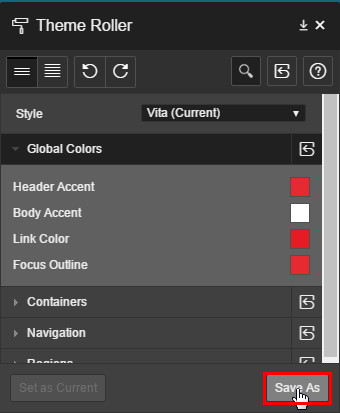 Theme Roller
Style Vita (Current)
Global Colors
Header Accent
Body Accent
Link Color
Focus Outline
Containers
Navigation
Regions
Set as Current Save As